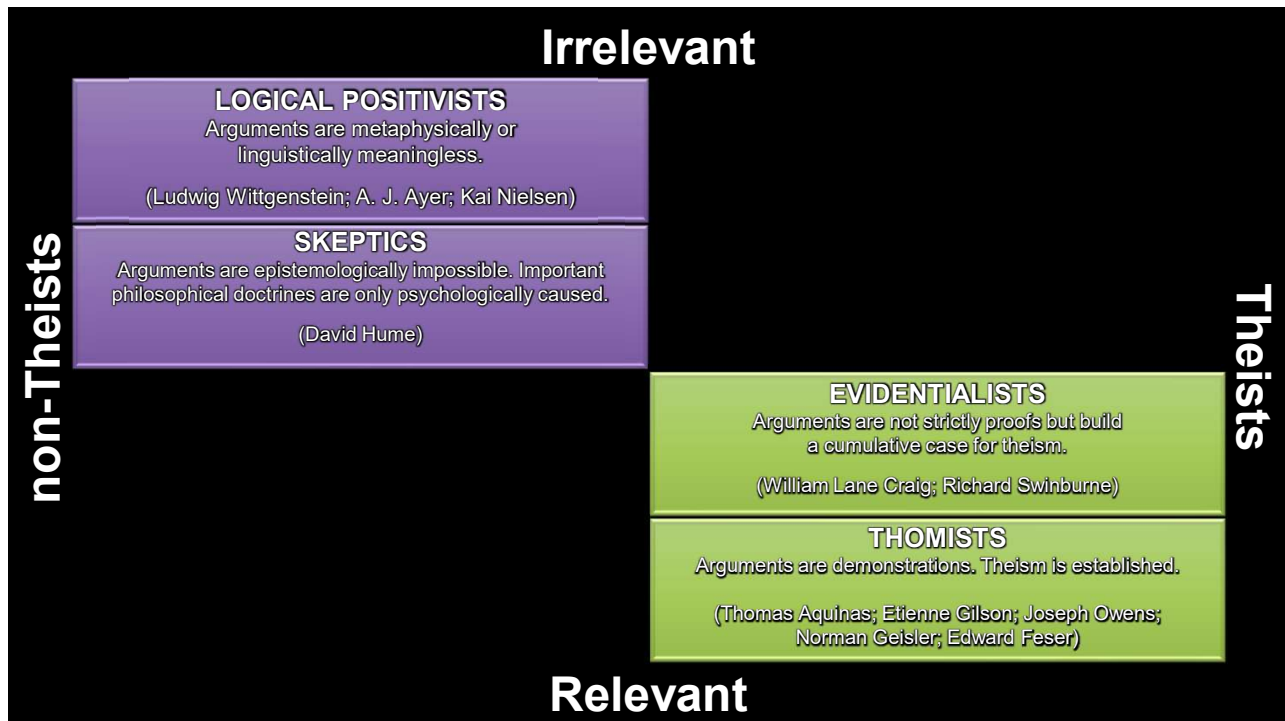 Irrelevant
LOGICAL POSITIVISTS
Arguments are metaphysically or
linguistically meaningless.
(Ludwig Wittgenstein; A. J. Ayer; Kai Nielsen)
SKEPTICS
Arguments are epistemologically impossible. Important
philosophical doctrines are only psychologically caused.
(David Hume)
non-Theists
Theists
EVIDENTIALISTS
Arguments are not strictly proofs but build
a cumulative case for theism.
(William Lane Craig; Richard Swinburne)
THOMISTS
Arguments are demonstrations. Theism is established.
(Thomas Aquinas; Etienne Gilson; Joseph Owens;
Norman Geisler; Edward Feser)
Relevant